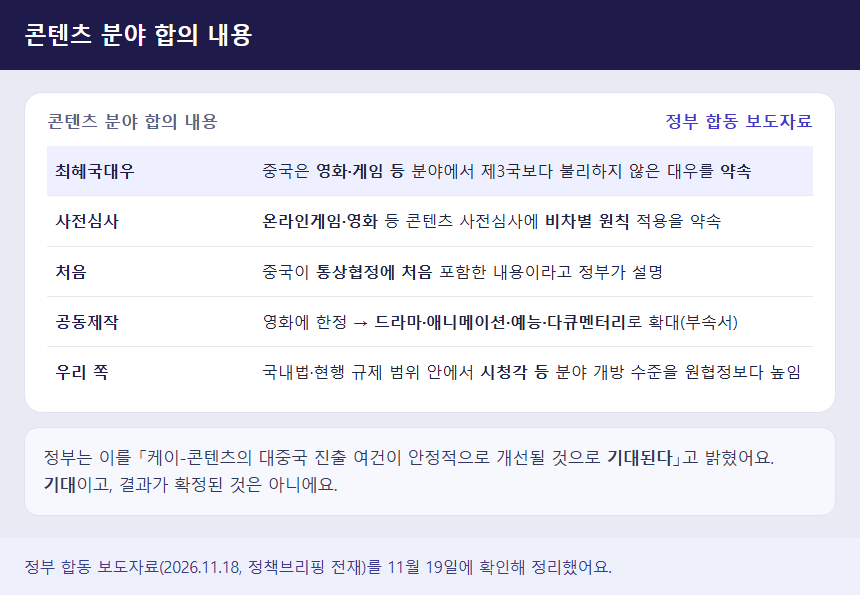 콘텐츠 분야 합의 내용
콘텐츠 분야 합의 내용
정부 합동 보도자료
최혜국대우
중국은 영화·게임 등 분야에서 제3국보다 불리하지 않은 대우를 약속
사전심사
온라인게임·영화 등 콘텐츠 사전심사에 비차별 원칙 적용을 약속
처음
중국이 통상협정에 처음 포함한 내용이라고 정부가 설명
공동제작
영화에 한정 → 드라마·애니메이션·예능·다큐멘터리로 확대(부속서)
우리 쪽
국내법·현행 규제 범위 안에서 시청각 등 분야 개방 수준을 원협정보다 높임
정부는 이를 「케이-콘텐츠의 대중국 진출 여건이 안정적으로 개선될 것으로 기대된다」고 밝혔어요.
기대이고, 결과가 확정된 것은 아니에요.
정부 합동 보도자료(2026.11.18, 정책브리핑 전재)를 11월 19일에 확인해 정리했어요.